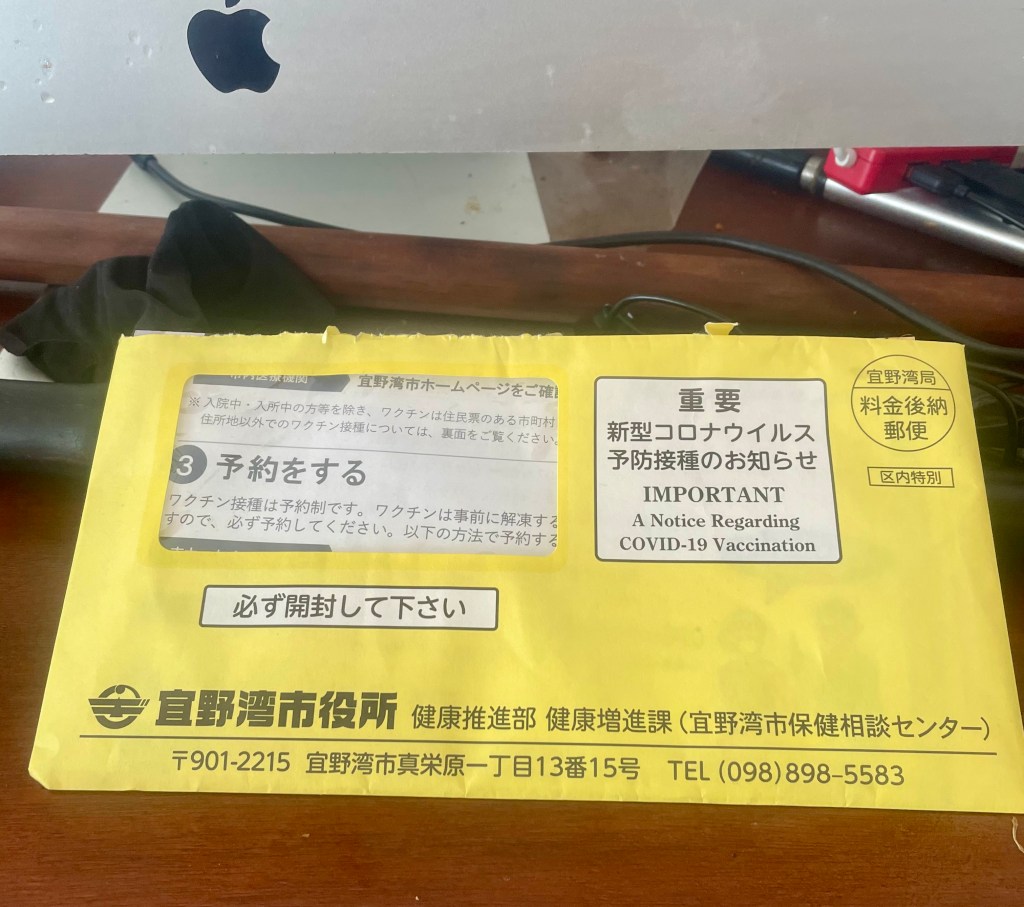 市内医療機関
宜野湾市ホームページをご確
※ 入院中・入所中の方等を除き、ワクチンは住民票のある市町村
住所地以外でのワクチン接種については、裏面をご覧ください。
3 予約をする
ワクチン接種は予約制です。ワクチンは事前に解凍する
すので、必ず予約してください。以下の方法で予約する
重要
新型コロナウイルス
予防接種のお知らせ
IMPORTANT
A Notice Regarding
COVID-19 Vaccination
宜野湾局
料金後納
郵便
区内特別
必ず開封して下さい
宜野湾市役所 健康推進部 健康増進課(宜野湾市保健相談センター)
〒901-2215 宜野湾市真栄原一丁目13番15号 TEL (098)898-5583